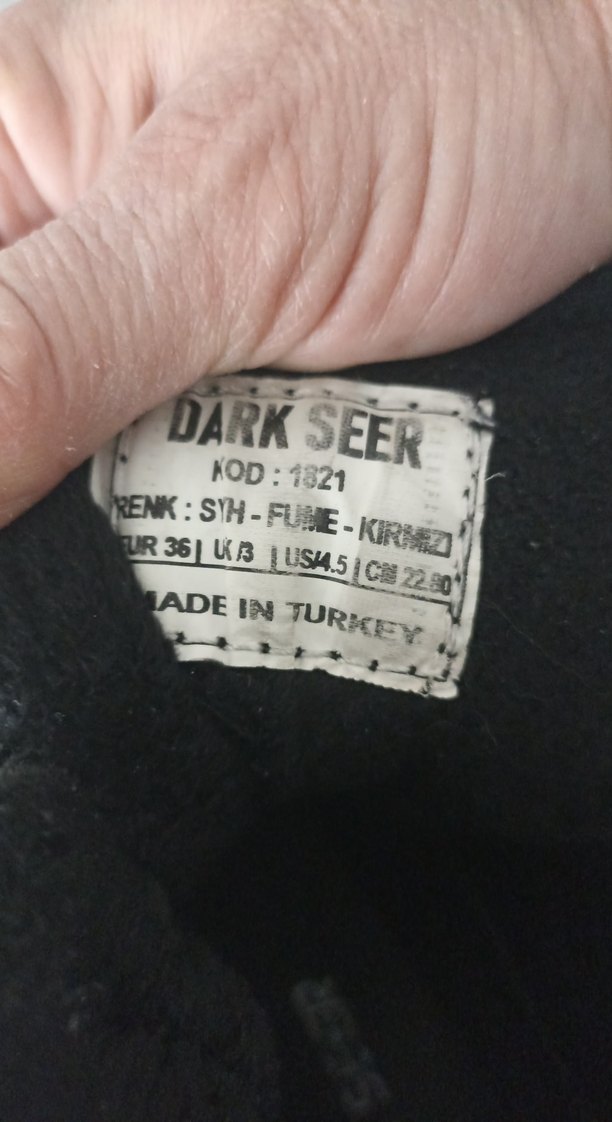 DARK SEER
KOD : 1821
RENK : SYH - FUME - KIRMIZI
EUR 36 | UK/3 | US/4.5 | CM 22.80
MADE IN TURKEY